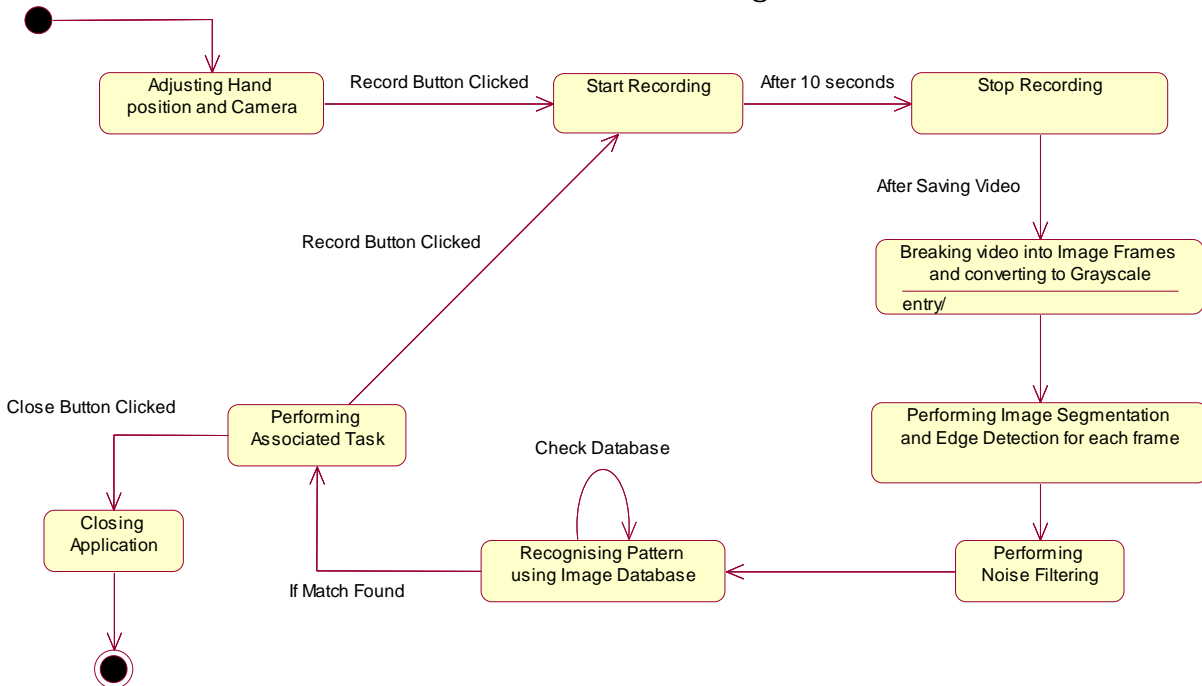 Adjusting Hand
position and Camera
Record Button Clicked
Start Recording
After 10 seconds
Stop Recording
After Saving Video
Record Button Clicked
Breaking video into Image Frames
and converting to Grayscale
entry/
Close Button Clicked
Performing
Associated Task
Check Database
Performing Image Segmentation
and Edge Detection for each frame
Closing
Application
If Match Found
Recognising Pattern
using Image Database
Performing
Noise Filtering